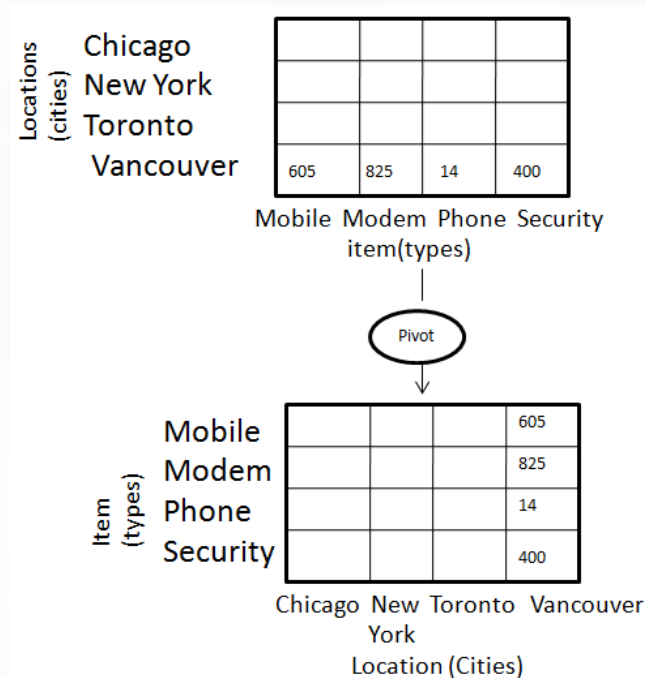 Locations
(cities)
Chicago
New York
Toronto
Vancouver
605 825 14 400
Mobile Modem Phone Security
item(types)
Pivot
Item
(types)
Mobile
Modem
Phone
Security
605
825
14
400
Chicago New Toronto Vancouver
York
Location (Cities)